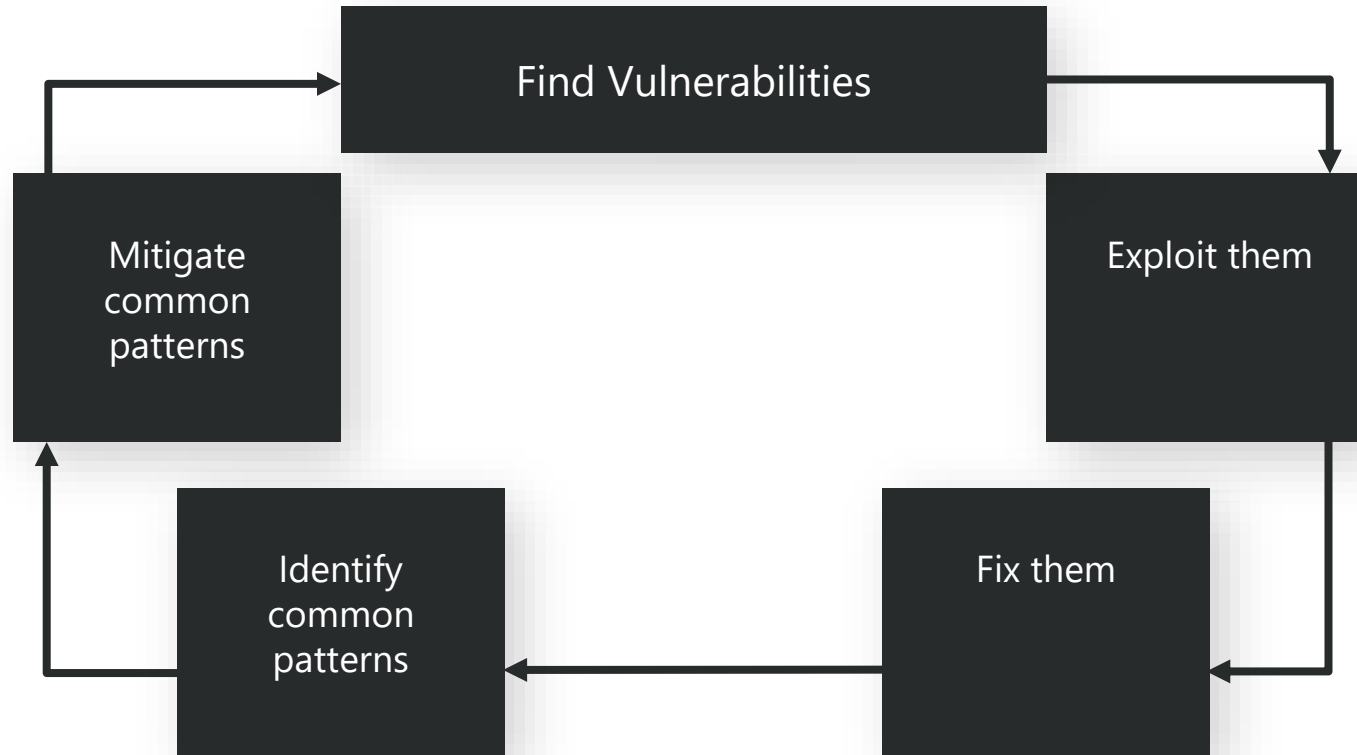 Find Vulnerabilities
Exploit them
Fix them
Identify
common
patterns
Mitigate
common
patterns